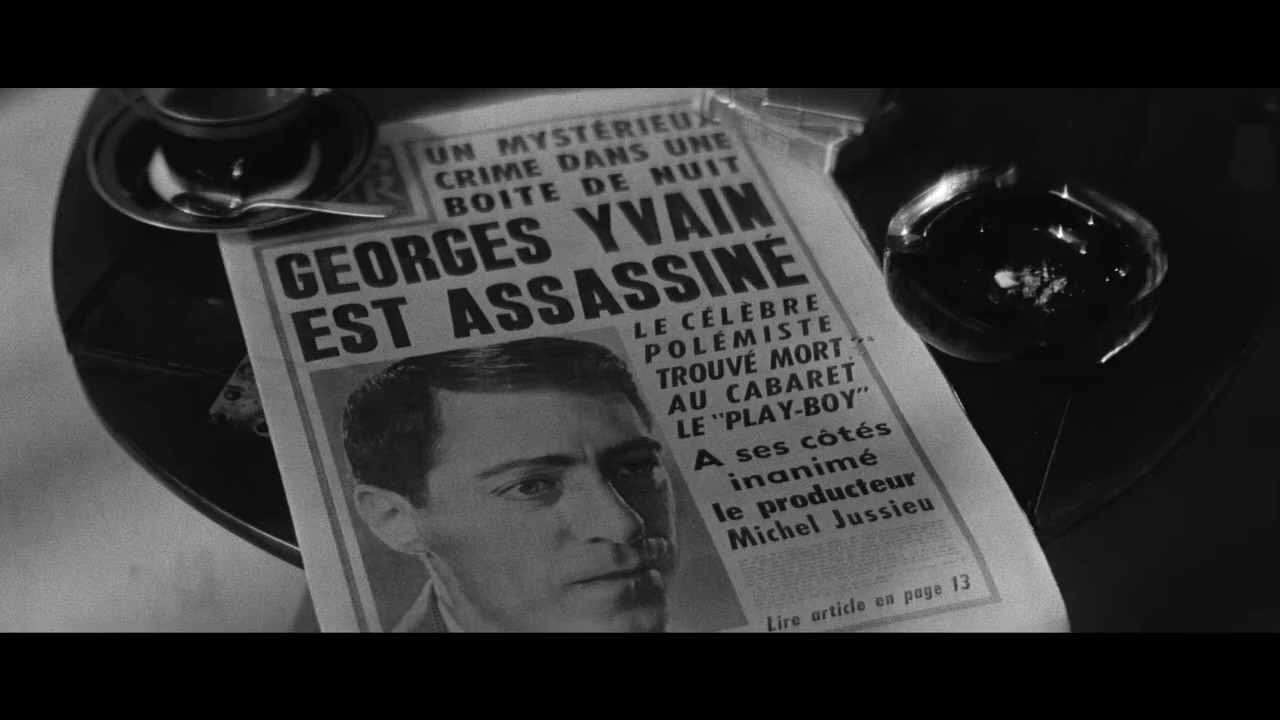 UN MYSTÉRIEUX
CRIME DANS UNE
BOITE DE NUIT
GEORGES YVAIN
EST ASSASSINÉ
LE CÉLÈBRE
POLÉMISTE
TROUVÉ MORT
AU CABARET
LE "PLAY-BOY"
A ses côtés
inanimé
le producteur
Michel Jussieu
Lire article en page 13